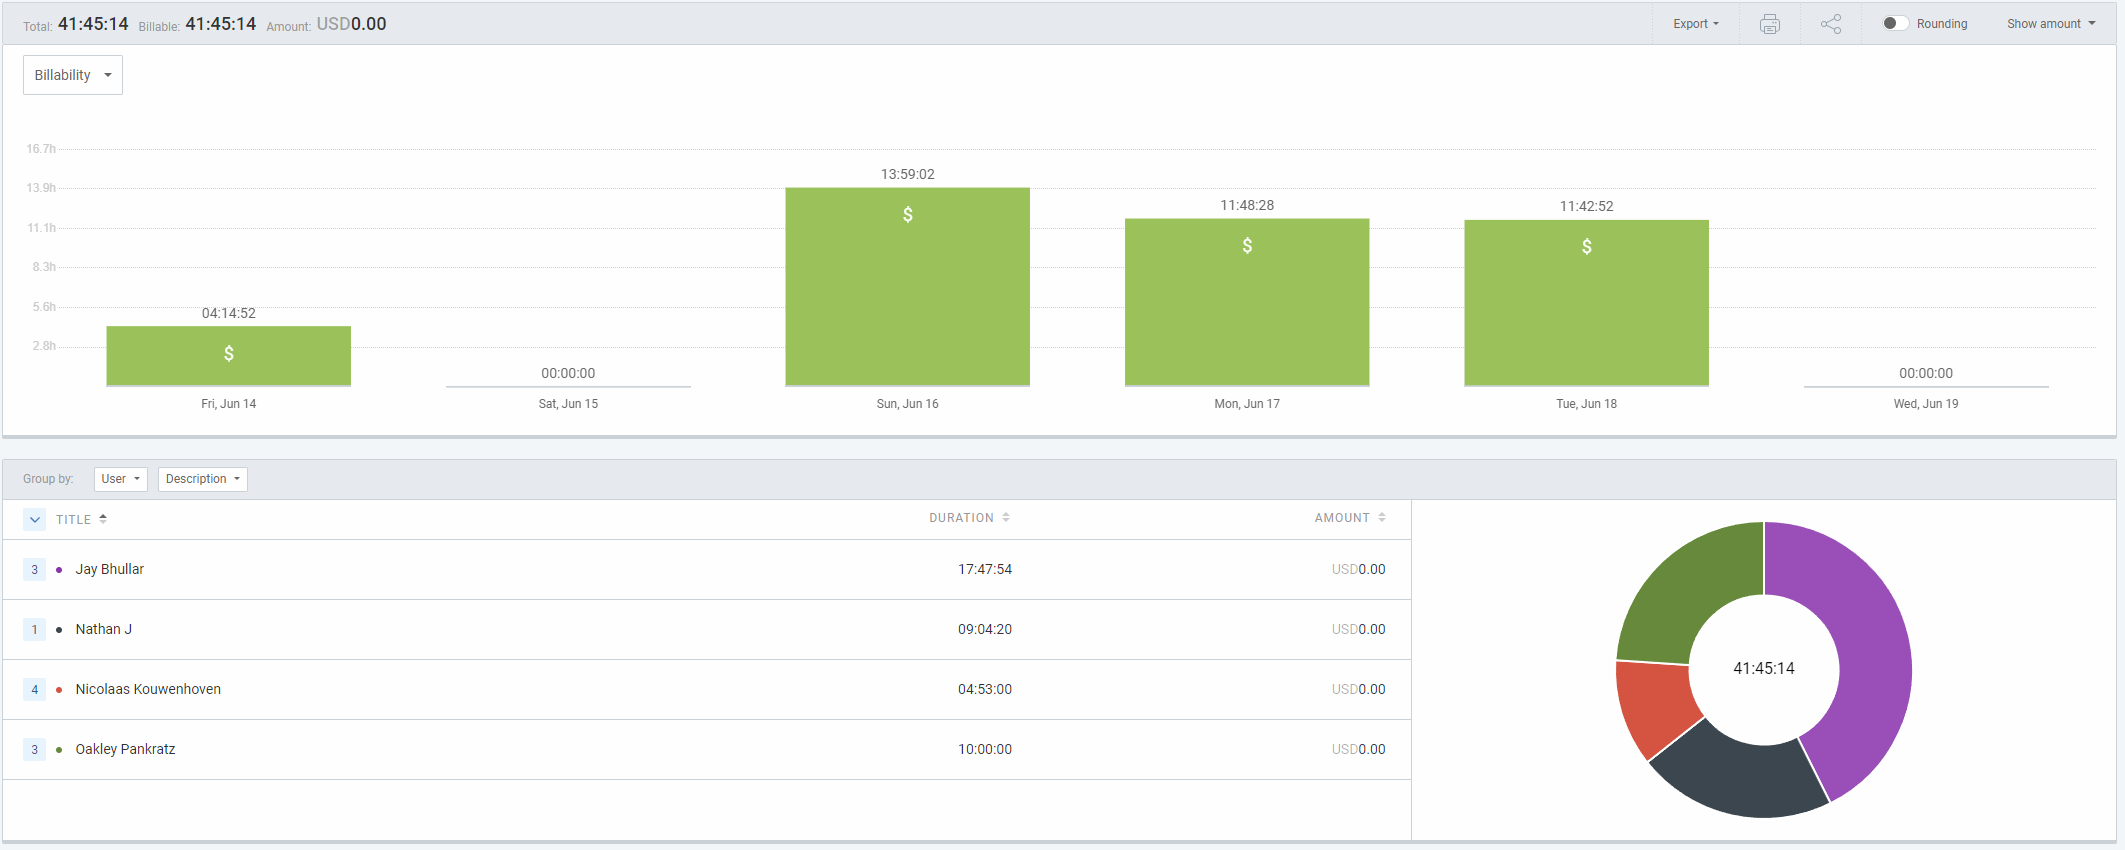 Total: 41:45:14 Billable: 41:45:14 Amount: USD0.00 Export Rounding Show amount
Billability
16.7h
13:59:02
13.9h
11:48:28
11:42:52
$
11.1h
$
$
8.3h
5.6h
04:14:52
2.8h
$
00:00:00
00:00:00
Fri, Jun 14 Sat, Jun 15 Sun, Jun 16 Mon, Jun 17 Tue, Jun 18 Wed, Jun 19
Group by: User Description
TITLE DURATION AMOUNT
3 Jay Bhullar 17:47:54 USD0.00
1 Nathan J 09:04:20 USD0.00
4 Nicolaas Kouwenhoven 04:53:00 USD0.00
3 Oakley Pankratz 10:00:00 USD0.00
41:45:14